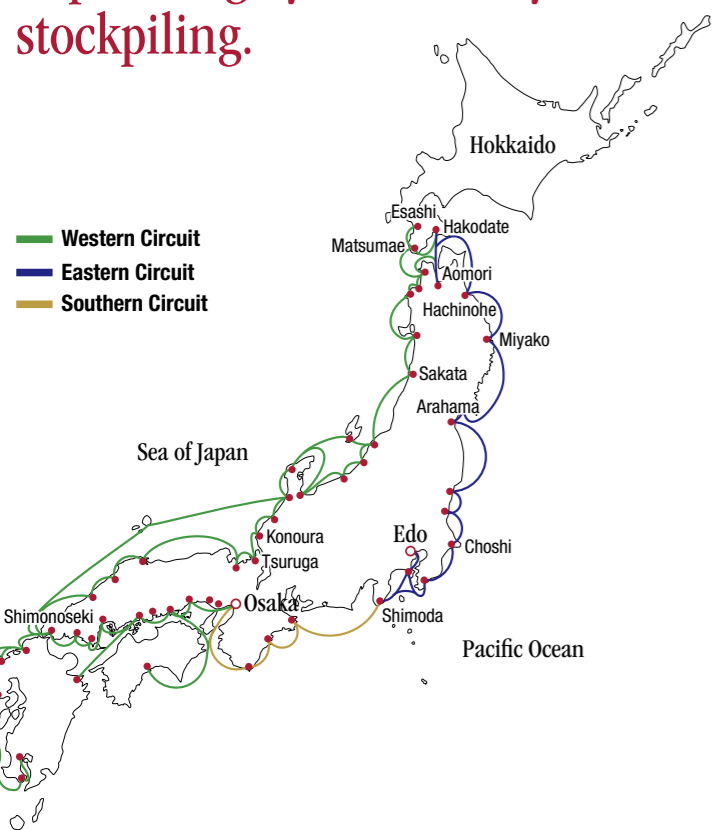 stockpiling.
Hokkaido
Esashi
Hakodate
Matsumae
Western Circuit
Eastern Circuit
Southern Circuit
Aomori
Hachinohe
Miyako
Sakata
Arahama
Sea of Japan
Edo
Konoura
Choshi
Tsuruga
Osaka
Shimonoseki
Shimoda
Pacific Ocean